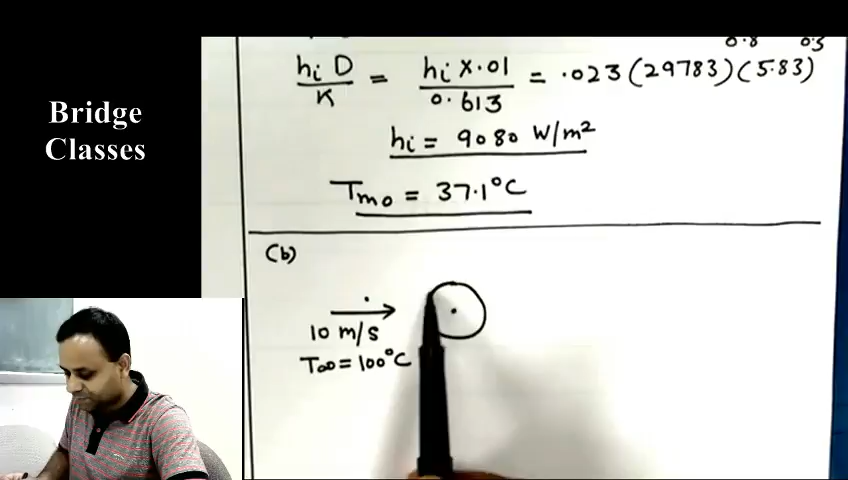 Bridge
Classes
0.8 0.3
hi D / K = hi x .01 / 0.613 = .023 (29783) (5.83)
hi = 9080 W/m²
Tmo = 37.1°C
(b)
10 m/s
T∞ = 100°C